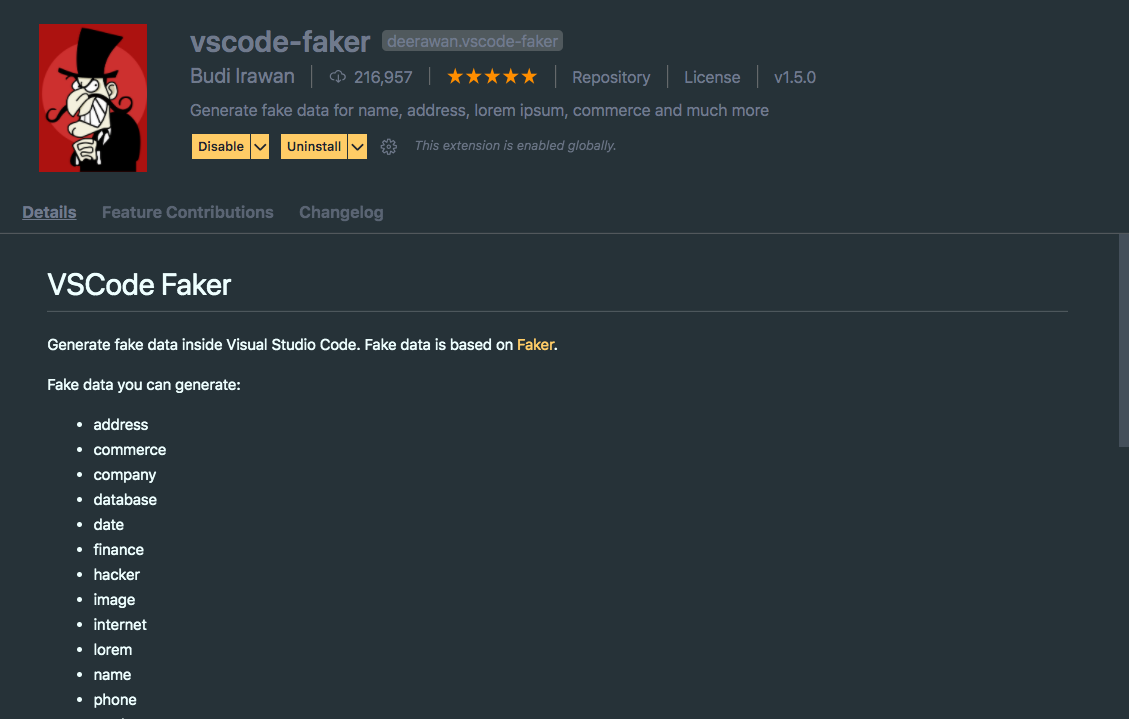 vscode-faker deerawan.vscode-faker
Budi Irawan 216,957 Repository License v1.5.0
Generate fake data for name, address, lorem ipsum, commerce and much more
Disable Uninstall This extension is enabled globally.
Details Feature Contributions Changelog
VSCode Faker
Generate fake data inside Visual Studio Code. Fake data is based on Faker.
Fake data you can generate:
address
commerce
company
database
date
finance
hacker
image
internet
lorem
name
phone